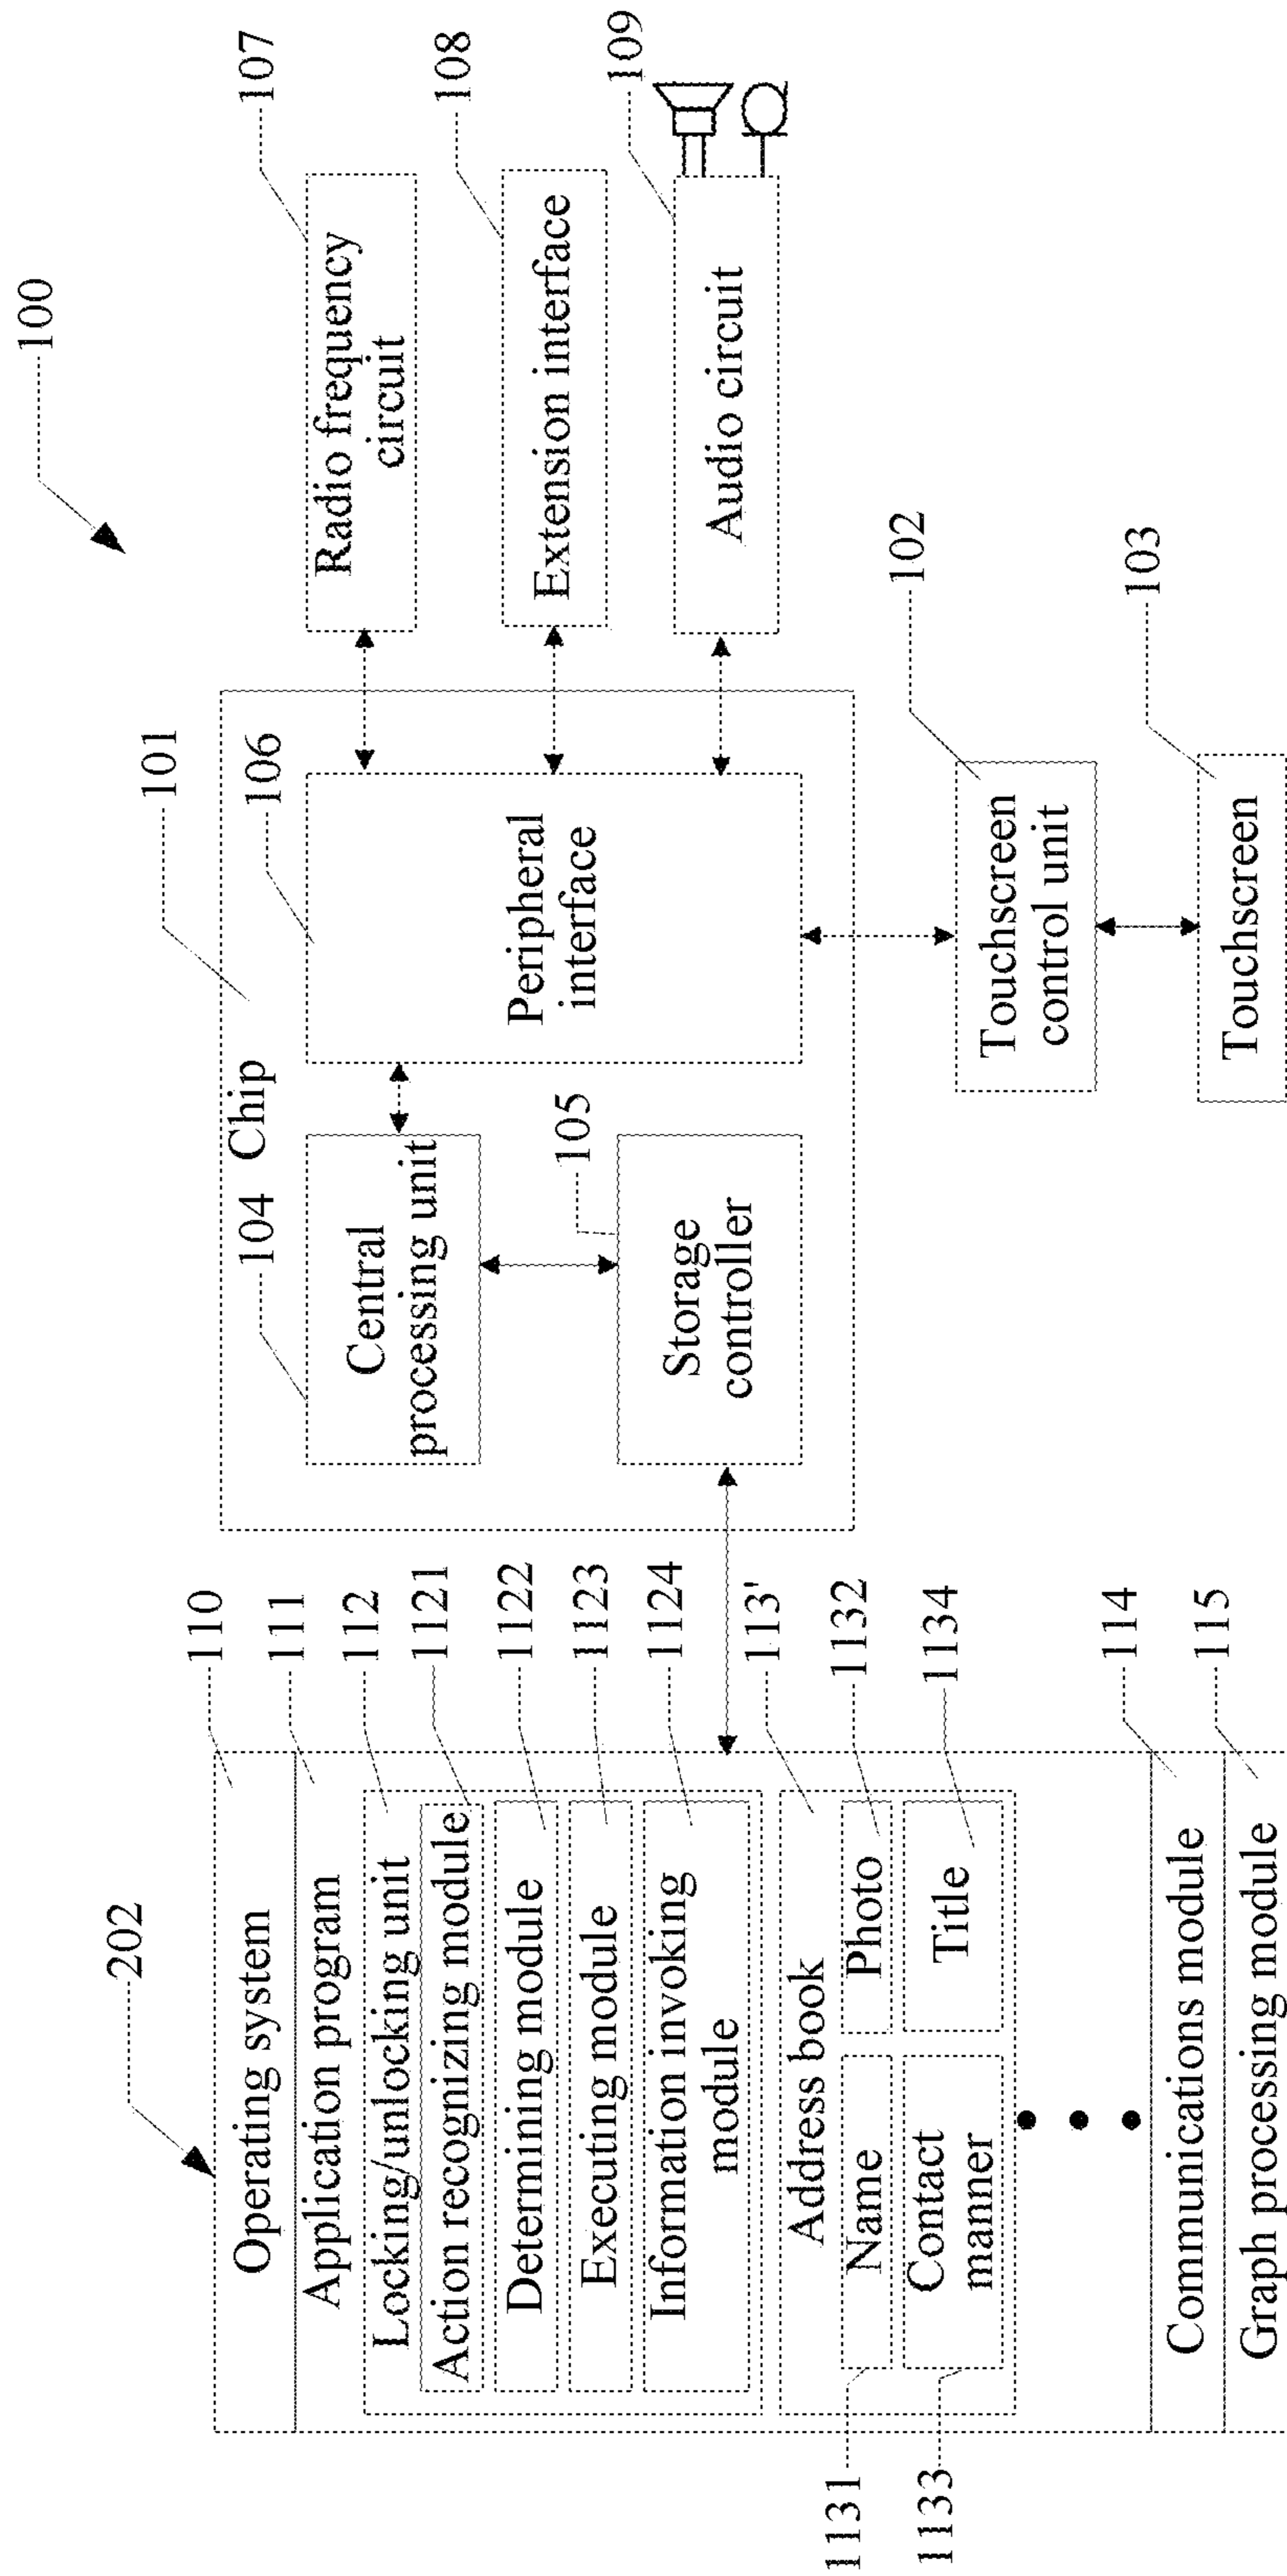 100
202
Operating system
110
Application program
111
Locking/unlocking unit
112
Action recognizing module
1121
Determining module
1122
Executing module
1123
Information invoking
module
1124
Address book
113'
Name
1131
Photo
1132
Contact
manner
1133
Title
1134
Communications module
114
Graph processing module
115
Chip
101
104
Central
processing unit
105
Storage
controller
106
Peripheral
interface
107
Radio frequency
circuit
108
Extension interface
109
Audio circuit
102
Touchscreen
control unit
103
Touchscreen